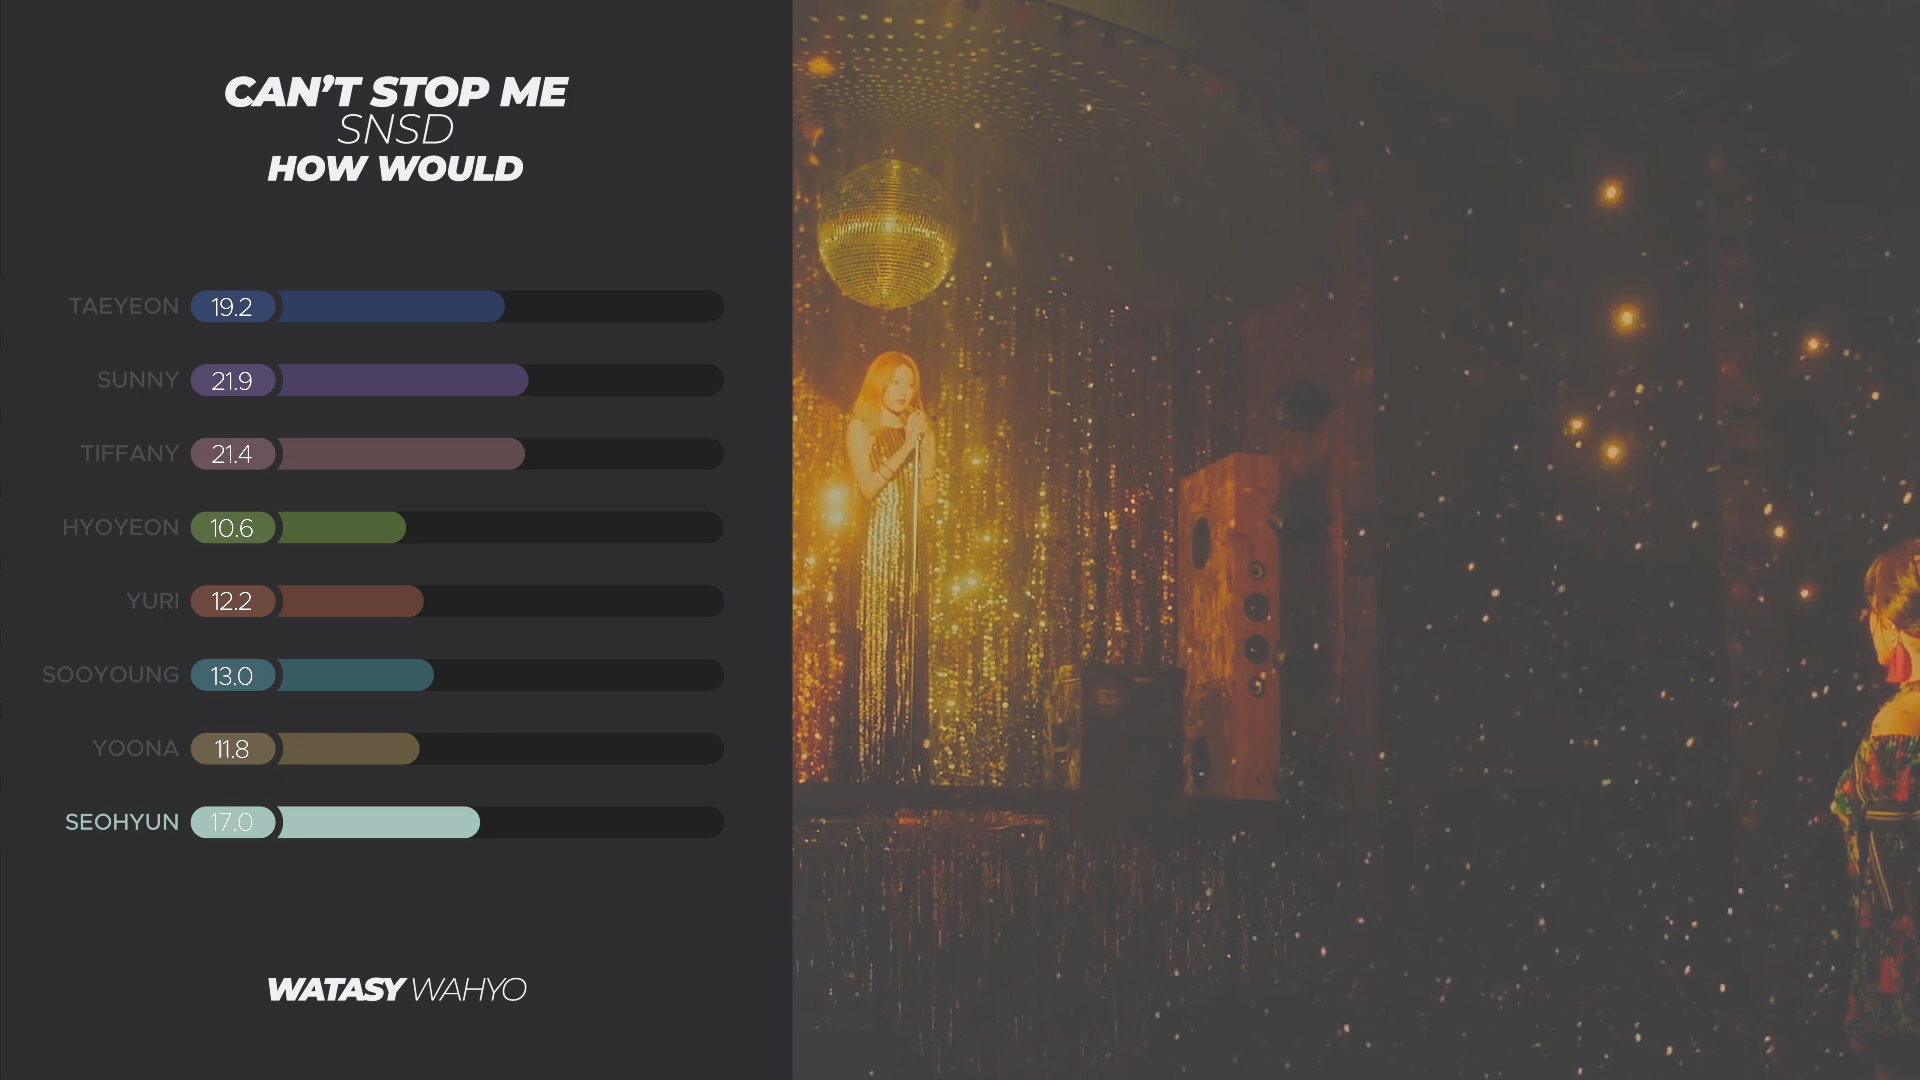 CAN'T STOP ME
SNSD
HOW WOULD
TAEYEON 19.2
SUNNY 21.9
TIFFANY 21.4
HYOYEON 10.6
YURI 12.2
SOOYOUNG 13.0
YOONA 11.8
SEOHYUN 17.0
WATASY WAHYO